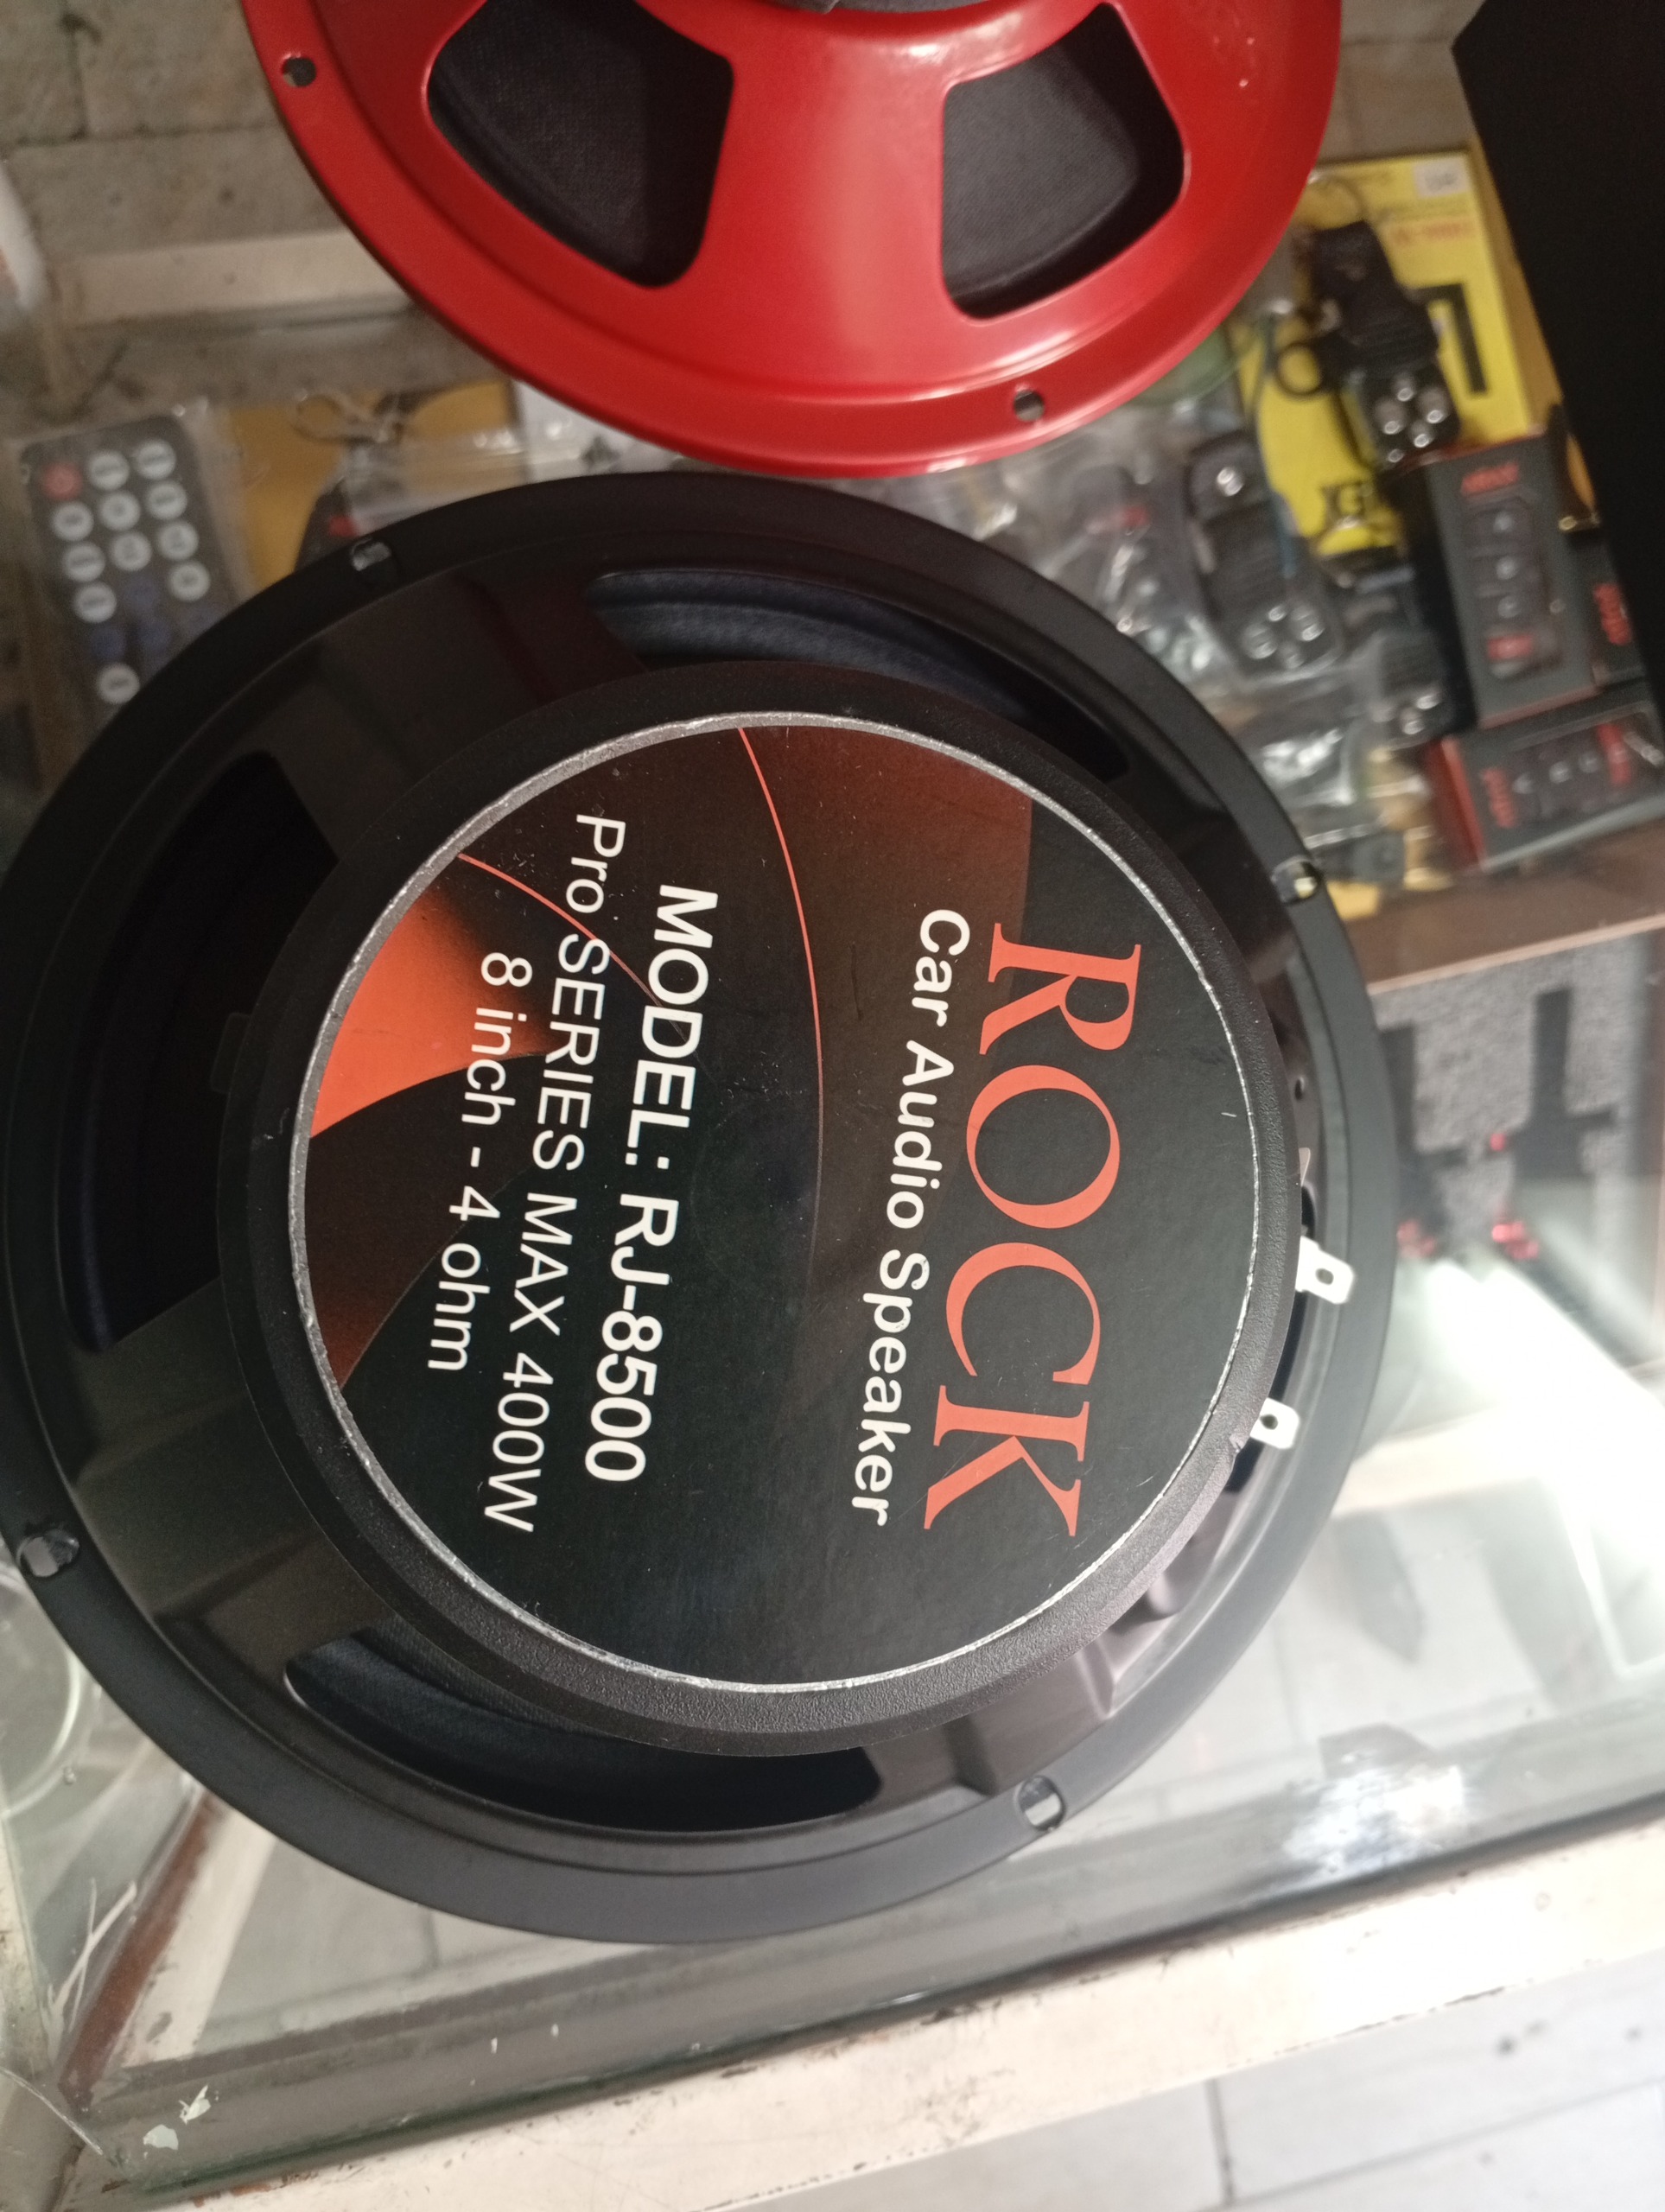 ROCK
Car Audio Speaker
MODEL: RJ-8500
Pro SERIES MAX 400W
8 inch - 4 ohm